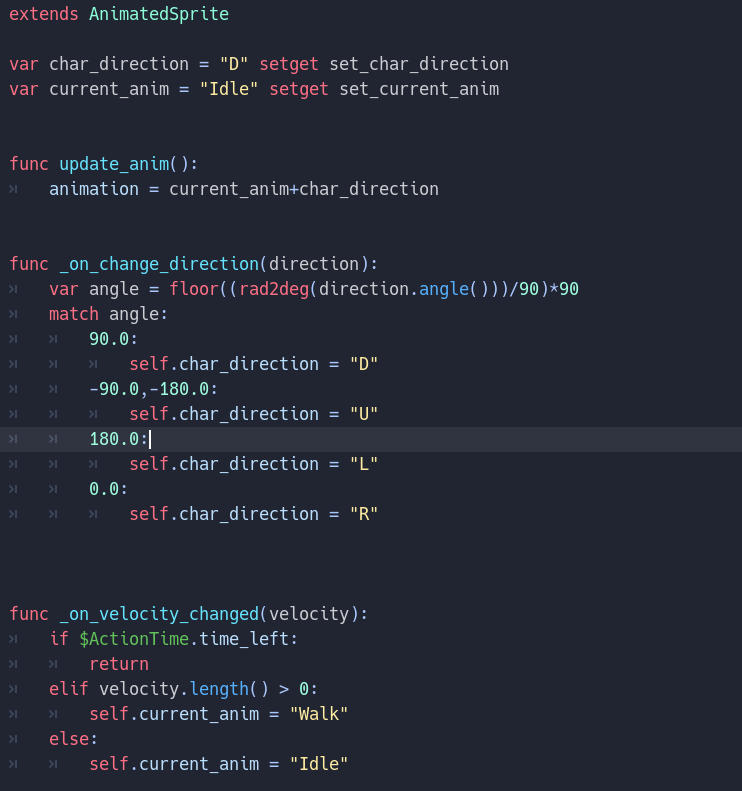 extends AnimatedSprite
var char_direction = "D" setget set_char_direction
var current_anim = "Idle" setget set_current_anim
func update_anim():
animation = current_anim+char_direction
func _on_change_direction(direction):
var angle = floor((rad2deg(direction.angle()))/90)*90
match angle:
90.0:
self.char_direction = "D"
-90.0,-180.0:
self.char_direction = "U"
180.0:
self.char_direction = "L"
0.0:
self.char_direction = "R"
func _on_velocity_changed(velocity):
if $ActionTime.time_left:
return
elif velocity.length() > 0:
self.current_anim = "Walk"
else:
self.current_anim = "Idle"